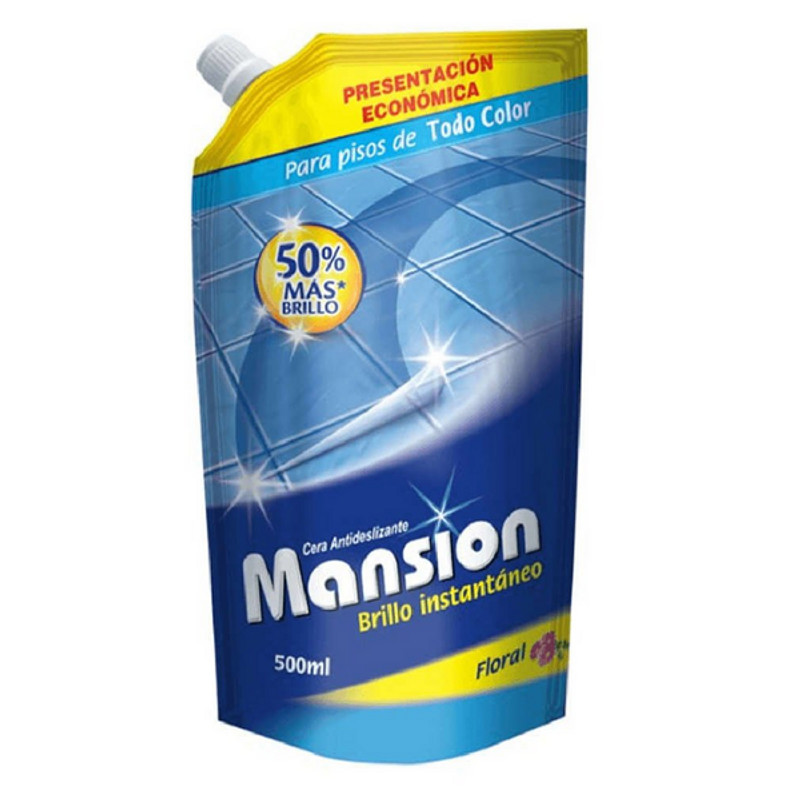 PRESENTACIÓN
ECONÓMICA
Para pisos de Todo Color
50%
MÁS*
BRILLO
Cera Antideslizante
Mansion
Brillo instantáneo
500ml
Floral